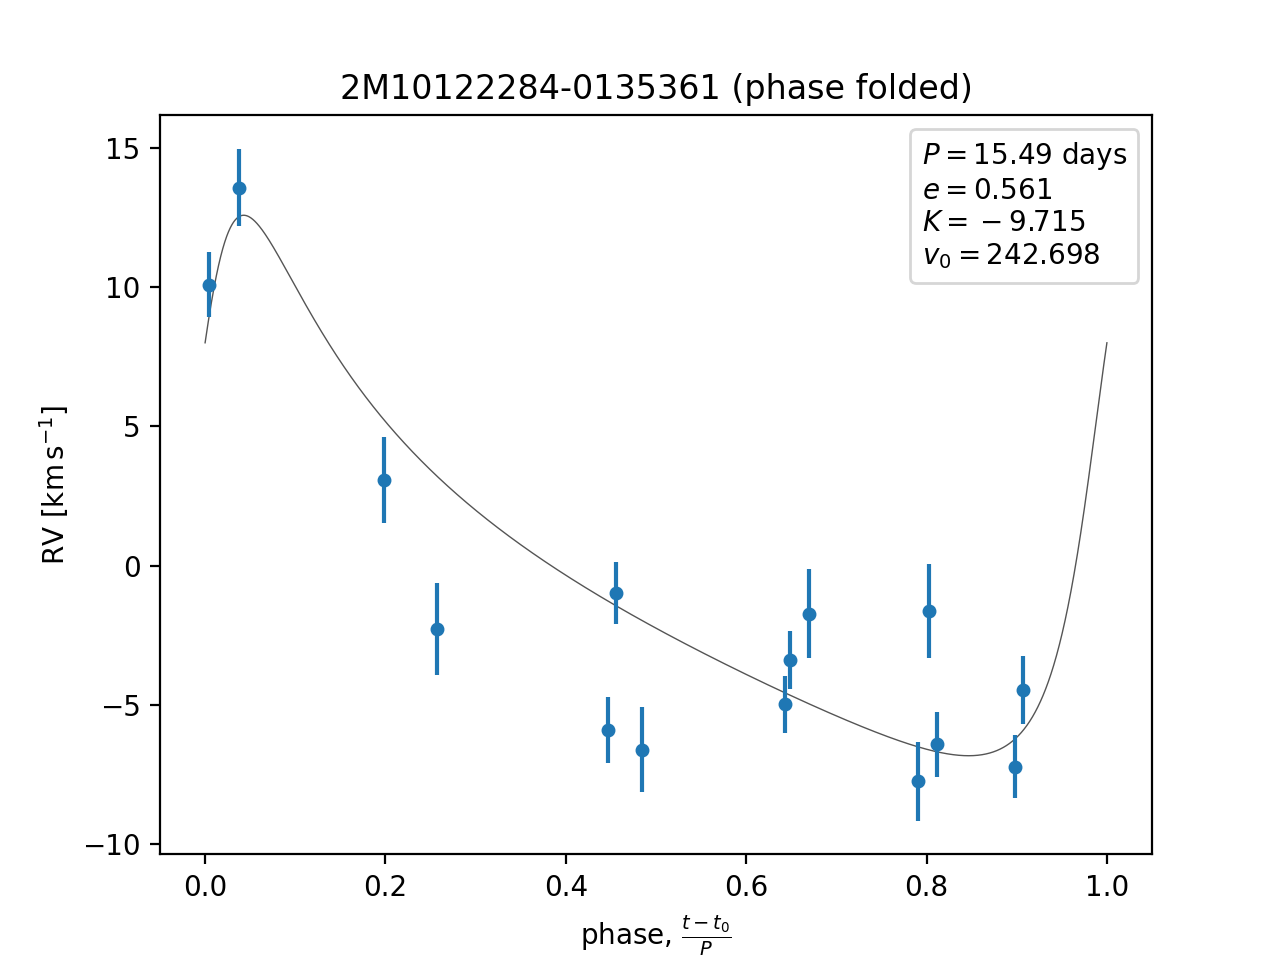 2M10122284-0135361 (phase folded)
P = 15.49 days
e = 0.561
K = −9.715
v₀ = 242.698
RV [km s⁻¹]
15
10
5
0
−5
−10
0.0 0.2 0.4 0.6 0.8 1.0
phase, (t − t₀)/P